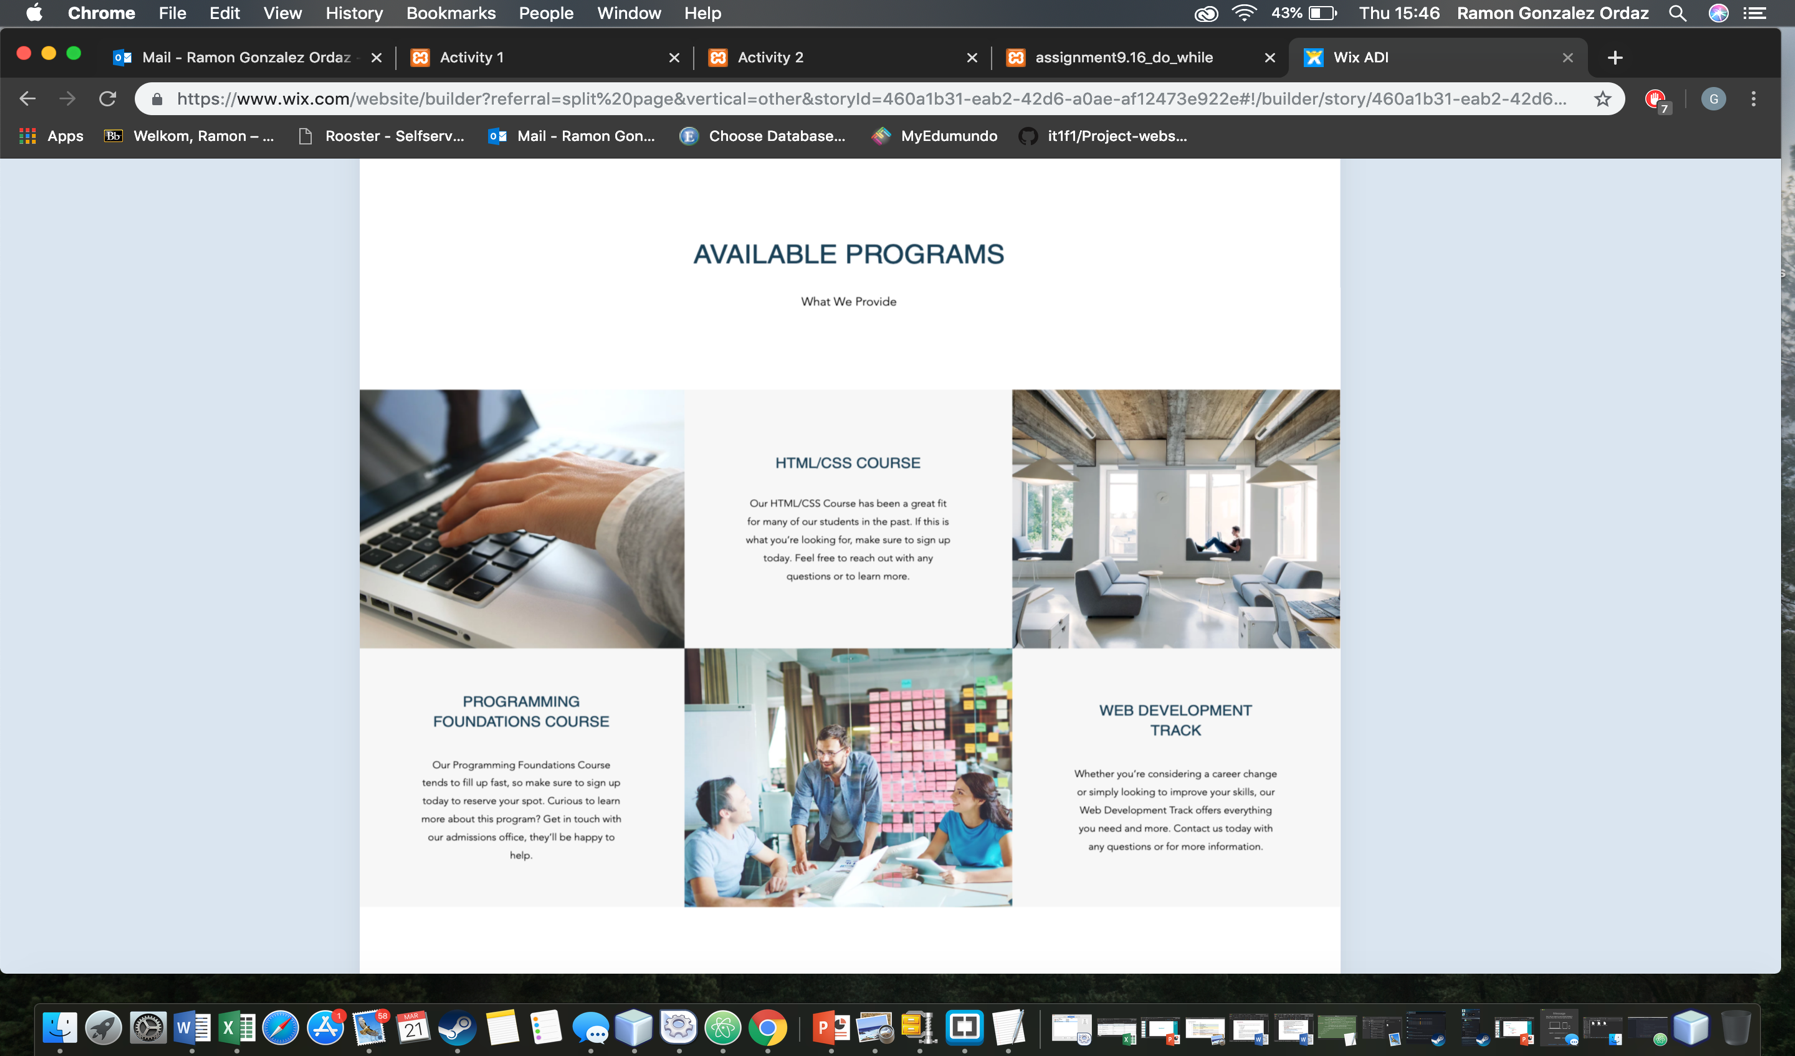 Chrome File Edit View History Bookmarks People Window Help 43% Thu 15:46 Ramon Gonzalez Ordaz
Mail - Ramon Gonzalez Ordaz - Activity 1 Activity 2 assignment9.16_do_while Wix ADI
https://www.wix.com/website/builder?referral=split%20page&vertical=other&storyId=460a1b31-eab2-42d6-a0ae-af12473e922e#!/builder/story/460a1b31-eab2-42d6... 7 G
Apps Bb Welkom, Ramon – ... Rooster - Selfserv... Mail - Ramon Gon... Choose Database... MyEdumundo it1f1/Project-webs...
AVAILABLE PROGRAMS
What We Provide
HTML/CSS COURSE
Our HTML/CSS Course has been a great fit
for many of our students in the past. If this is
what you're looking for, make sure to sign up
today. Feel free to reach out with any
questions or to learn more.
PROGRAMMING
FOUNDATIONS COURSE
Our Programming Foundations Course
tends to fill up fast, so make sure to sign up
today to reserve your spot. Curious to learn
more about this program? Get in touch with
our admissions office, they'll be happy to
help.
WEB DEVELOPMENT
TRACK
Whether you're considering a career change
or simply looking to improve your skills, our
Web Development Track offers everything
you need and more. Contact us today with
any questions or for more information.
1 58 MAR 21